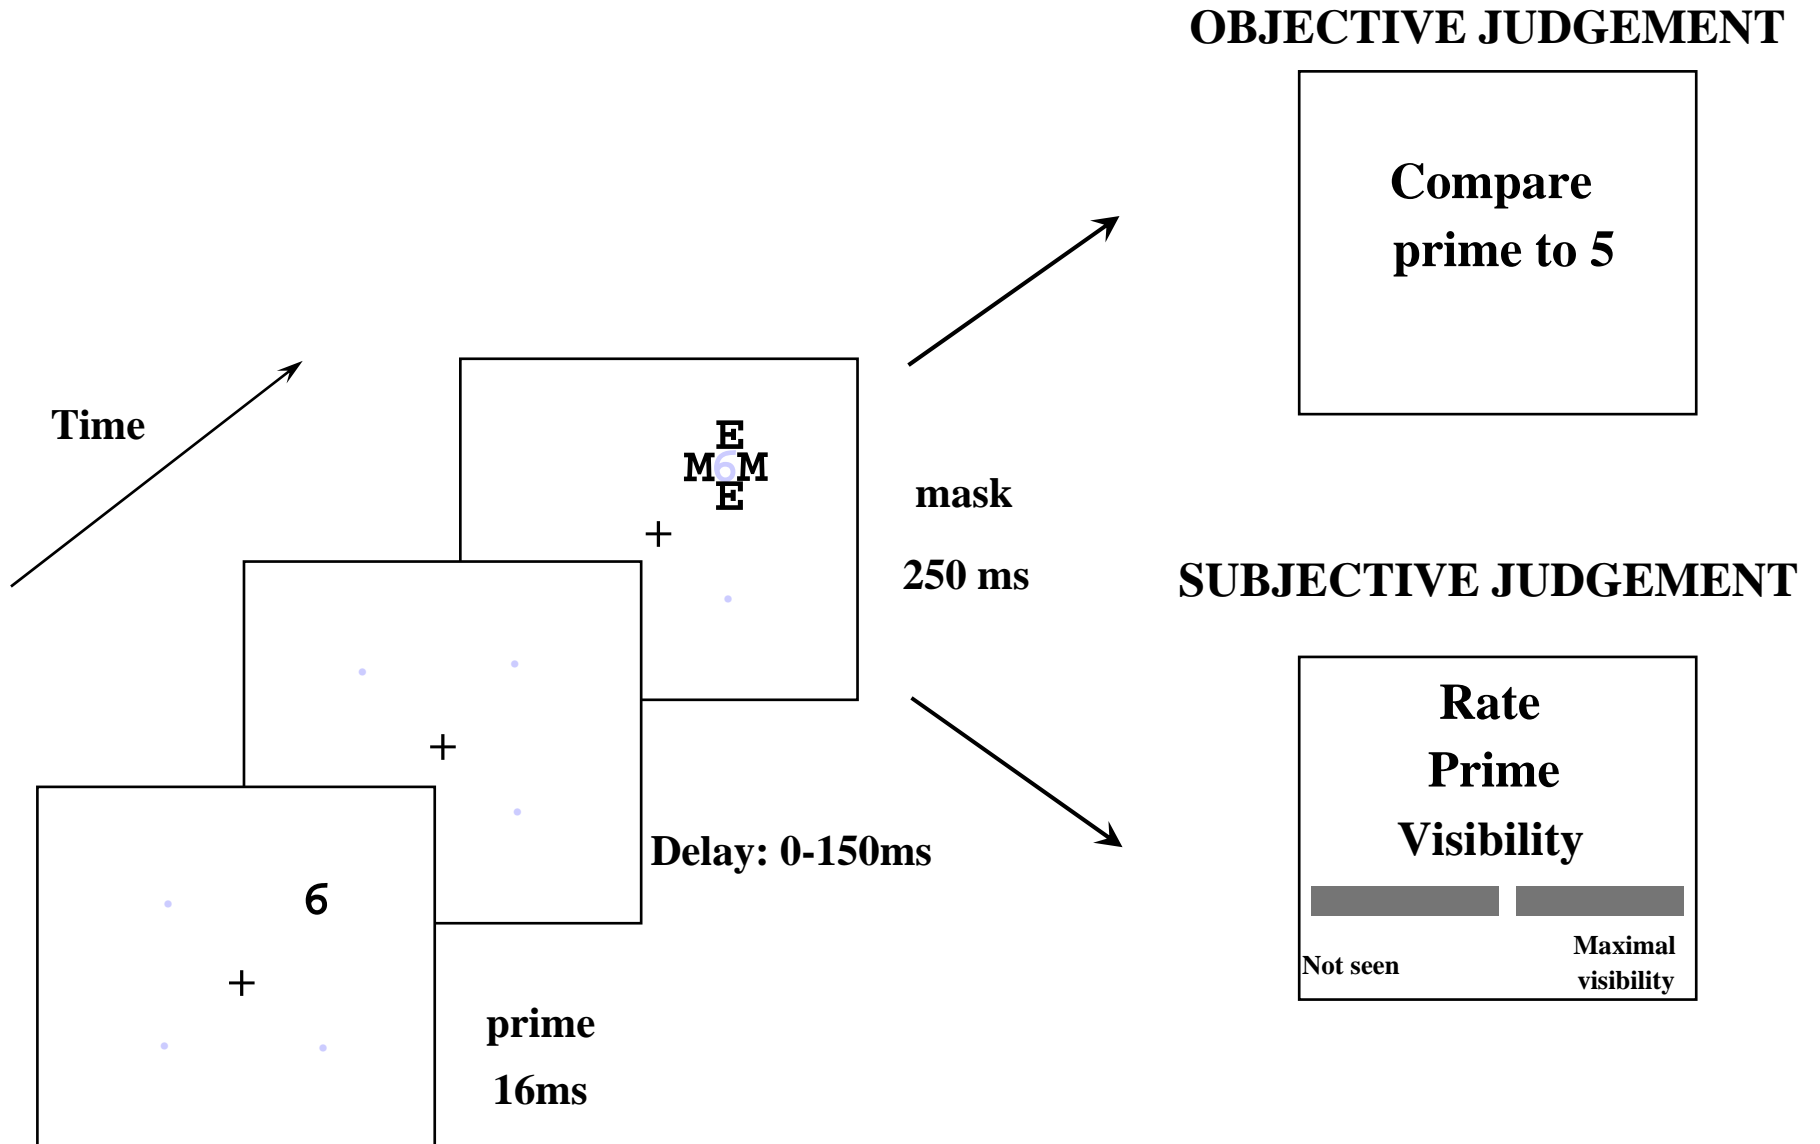 OBJECTIVE JUDGEMENT
Compare
prime to 5
Time
E
M6M
E
mask
250 ms
+
SUBJECTIVE JUDGEMENT
Rate
Prime
Visibility
Not seen
Maximal
visibility
+
Delay: 0-150ms
6
+
prime
16ms